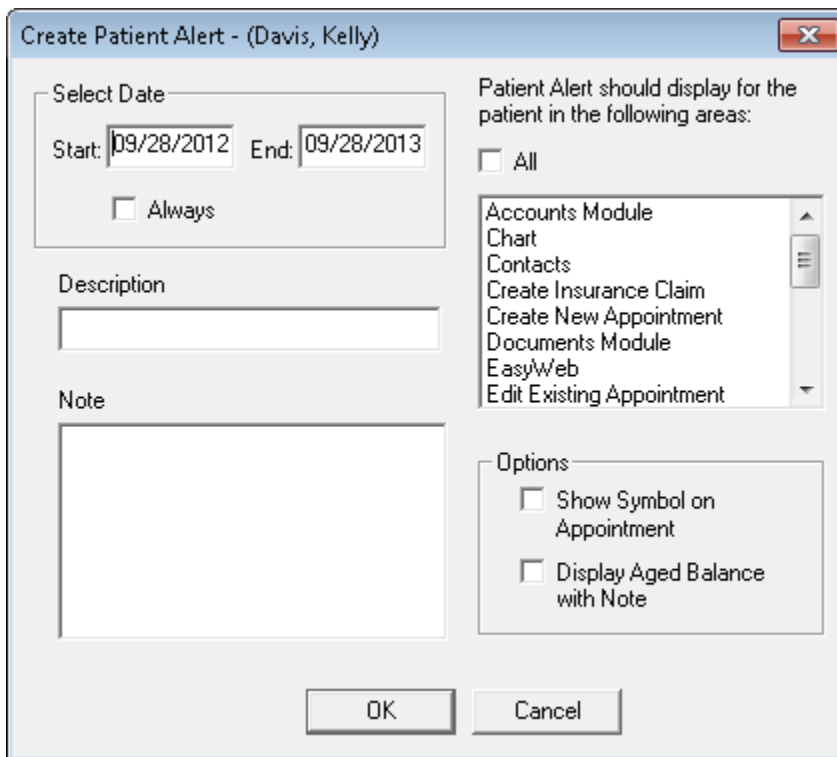 Create Patient Alert - (Davis, Kelly)
Select Date
Start: 09/28/2012 End: 09/28/2013
Always
Description
Note
Patient Alert should display for the
patient in the following areas:
All
Accounts Module
Chart
Contacts
Create Insurance Claim
Create New Appointment
Documents Module
EasyWeb
Edit Existing Appointment
Options
Show Symbol on
Appointment
Display Aged Balance
with Note
OK Cancel